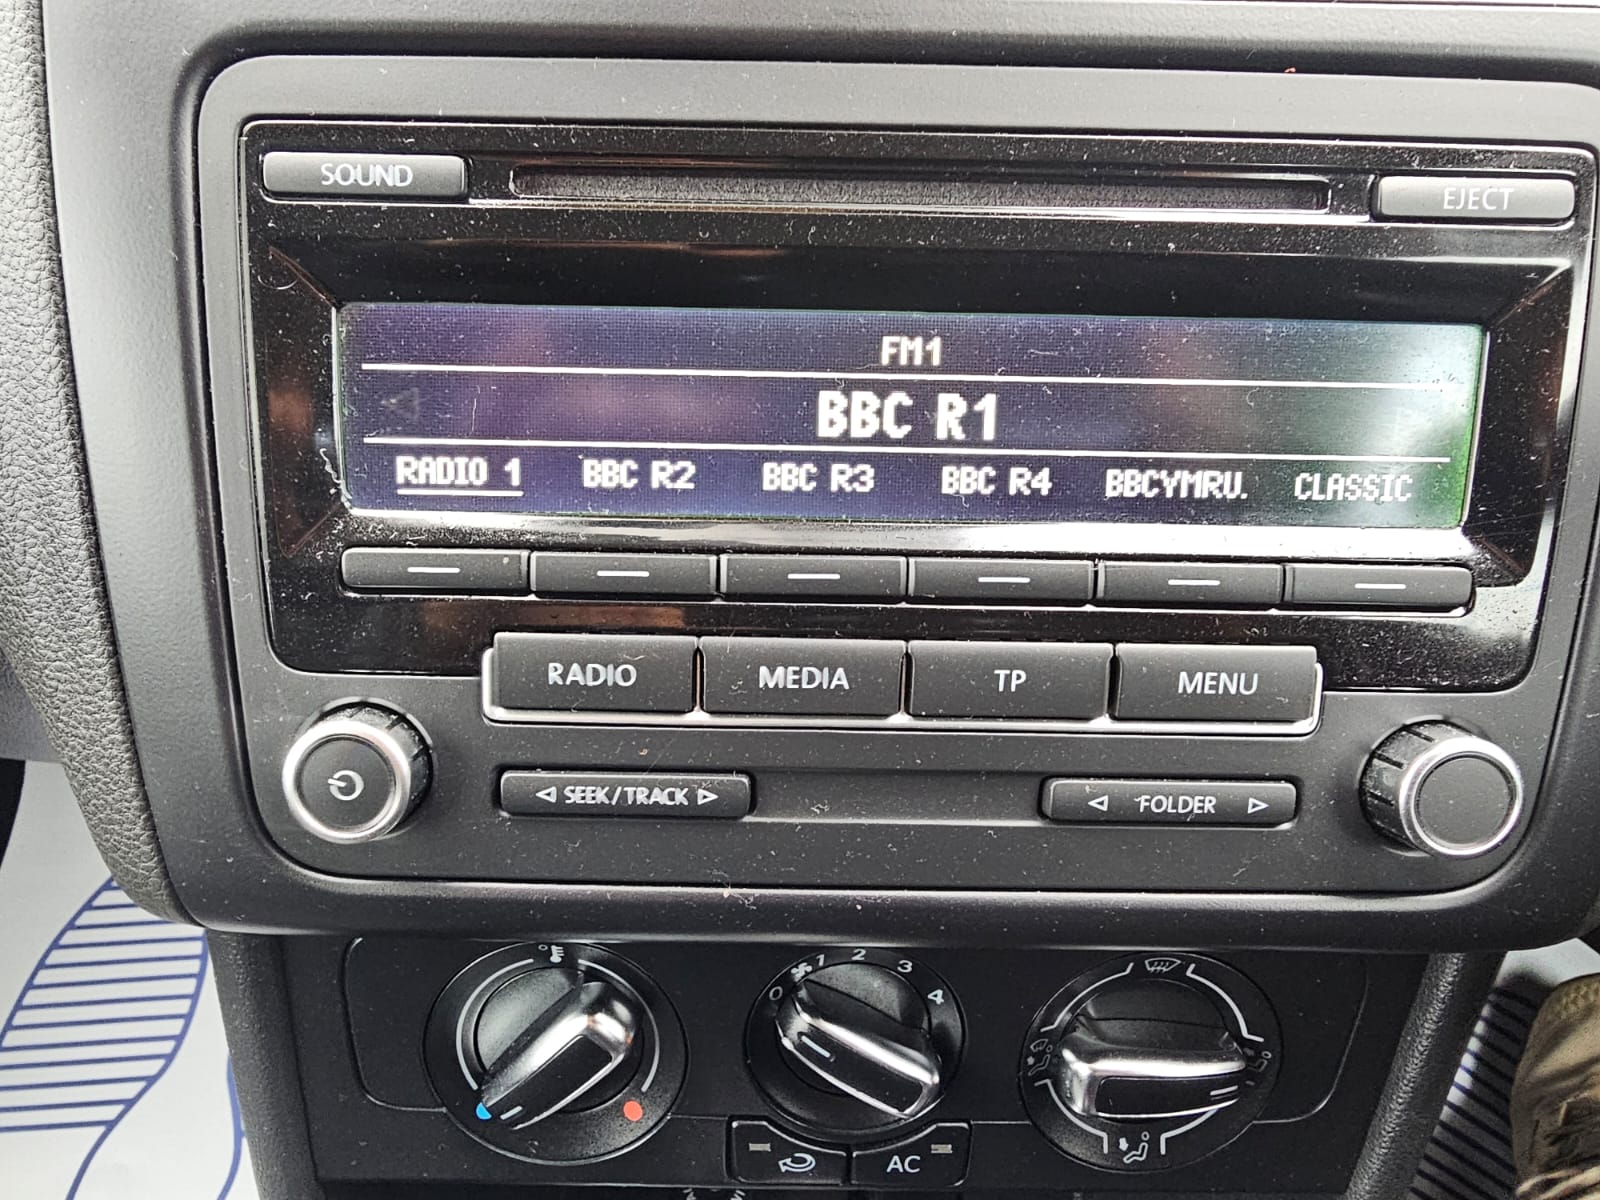 SOUND
EJECT
FM1
BBC R1
RADIO 1 BBC R2 BBC R3 BBC R4 BBCYMRU. CLASSIC
RADIO MEDIA TP MENU
SEEK/TRACK FOLDER
0 1 2 3 4
AC